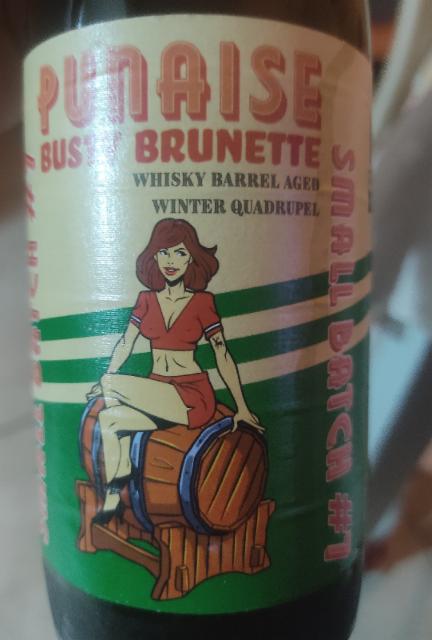 PUNAISE
BUSTY BRUNETTE
WHISKY BARREL AGED
WINTER QUADRUPEL
SMALL BATCH #1